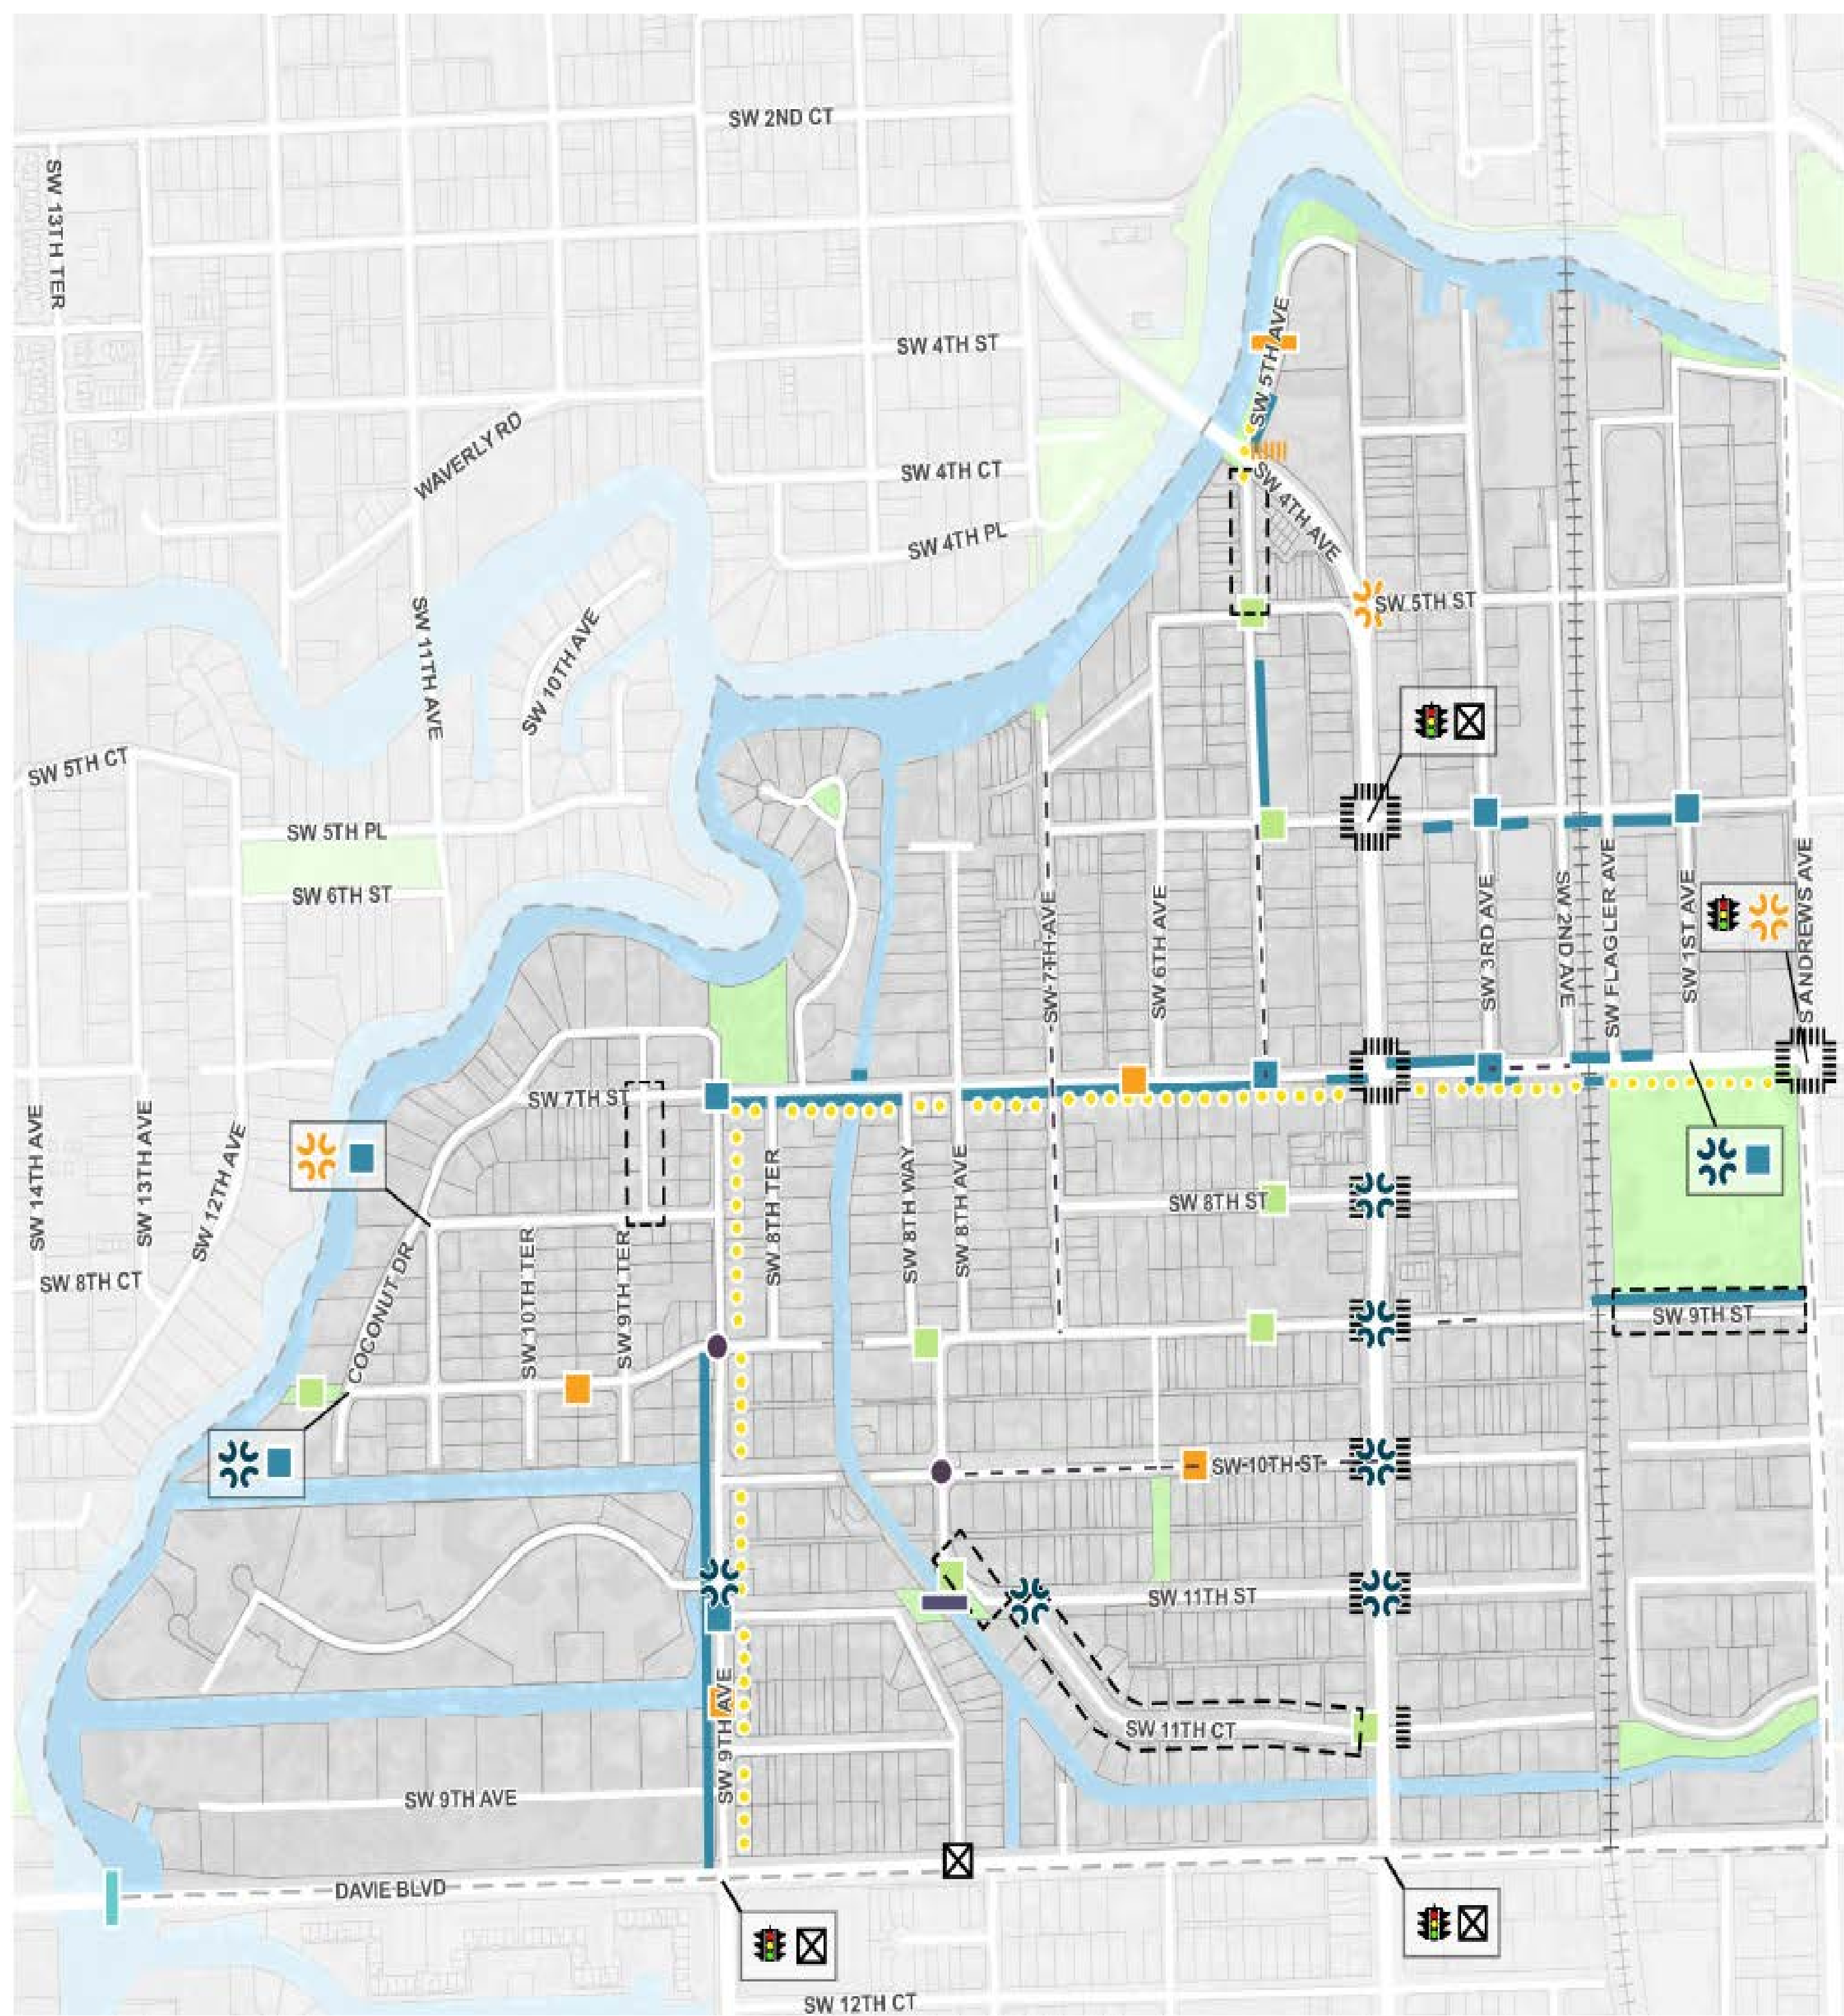 SW 2ND CT
SW 13TH TER
SW 4TH ST
SW 5TH AVE
WAVERLY RD
SW 4TH CT
SW 4TH AVE
SW 4TH PL
SW 5TH ST
SW 11TH AVE
SW 10TH AVE
SW 5TH CT
SW 5TH PL
SW 6TH ST
SW 7TH AVE
SW 6TH AVE
SW 3RD AVE
SW 2ND AVE
SW FLAGLER AVE
SW 1ST AVE
S ANDREWS AVE
SW 7TH ST
SW 14TH AVE
SW 13TH AVE
SW 12TH AVE
SW 8TH TER
SW 8TH WAY
SW 8TH AVE
SW 8TH ST
SW 8TH CT
COCONUT DR
SW 10TH TER
SW 9TH TER
SW 9TH ST
SW 10TH ST
SW 11TH ST
SW 9TH AVE
SW 11TH CT
SW 9TH AVE
DAVIE BLVD
SW 12TH CT